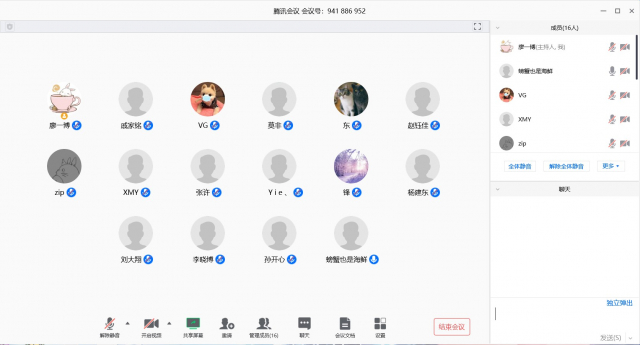 腾讯会议 会议号：941 886 952
成员(16人)
廖一博(主持人, 我)
螃蟹也是海鲜
VG
XMY
zip
全体静音 解除全体静音 更多
聊天
独立弹出
发送(S)
廖一博 戚家铭 VG 莫非 东 赵钰佳
zip XMY 张许 Yie、 锋 杨建东
刘大翔 李晓博 孙开心 螃蟹也是海鲜
解除静音 开启视频 共享屏幕 邀请 管理成员(16) 聊天 会议文档 设置 结束会议